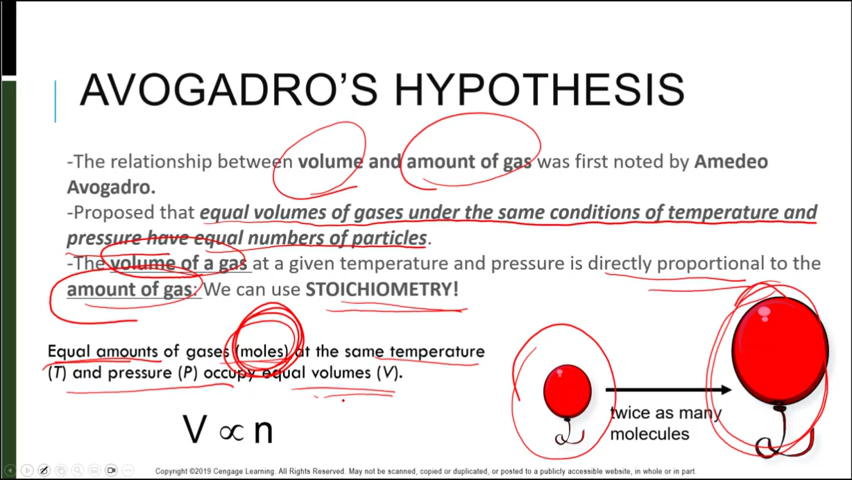 AVOGADRO'S HYPOTHESIS
-The relationship between volume and amount of gas was first noted by Amedeo
Avogadro.
-Proposed that equal volumes of gases under the same conditions of temperature and
pressure have equal numbers of particles.
-The volume of a gas at a given temperature and pressure is directly proportional to the
amount of gas; We can use STOICHIOMETRY!
Equal amounts of gases (moles) at the same temperature
(T) and pressure (P) occupy equal volumes (V).
V ∝ n
twice as many
molecules
Copyright ©2019 Cengage Learning. All Rights Reserved. May not be scanned, copied or duplicated, or posted to a publicly accessible website, in whole or in part.